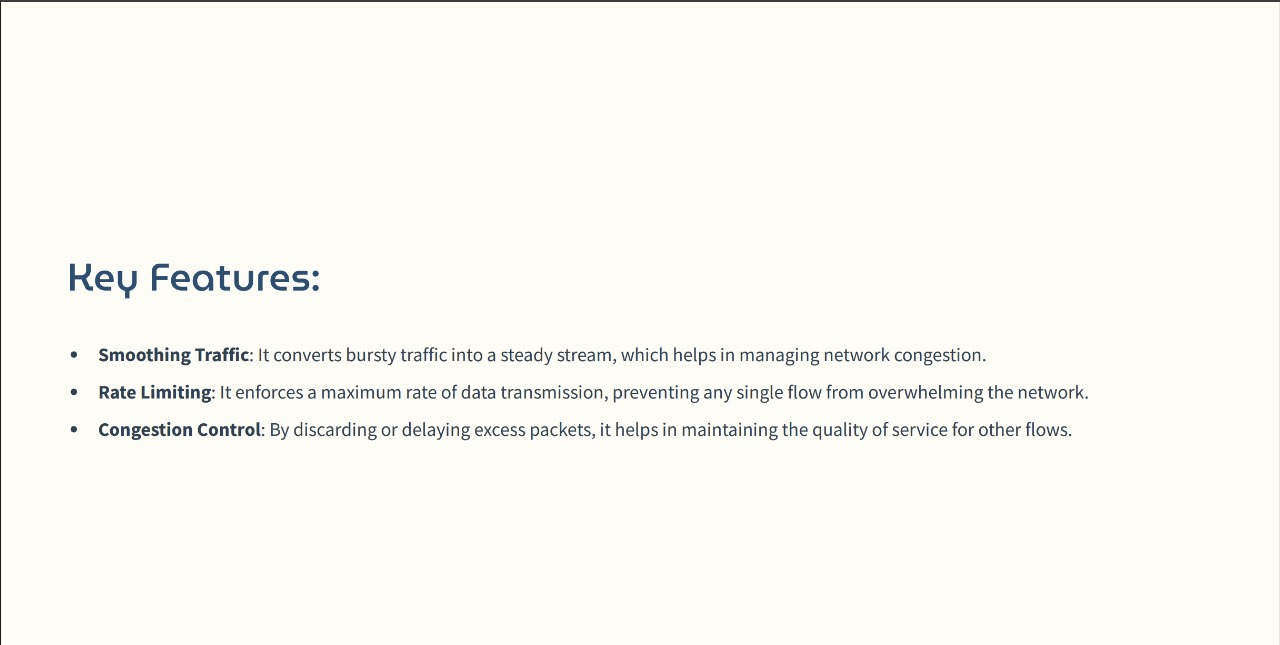 Key Features:
• Smoothing Traffic: It converts bursty traffic into a steady stream, which helps in managing network congestion.
• Rate Limiting: It enforces a maximum rate of data transmission, preventing any single flow from overwhelming the network.
• Congestion Control: By discarding or delaying excess packets, it helps in maintaining the quality of service for other flows.